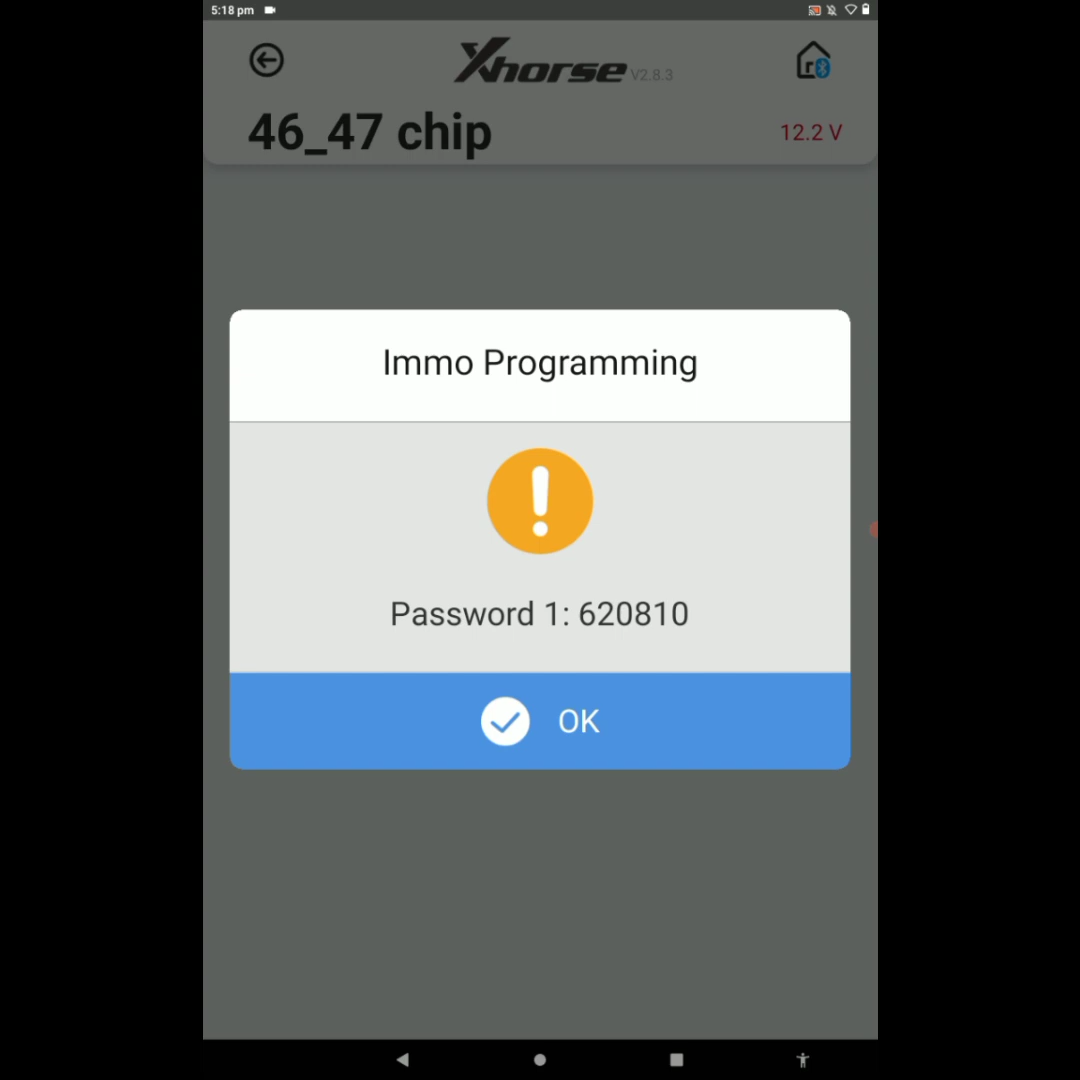 5:18 pm
Xhorse V2.8.3
46_47 chip
12.2 V
Immo Programming
Password 1: 620810
OK